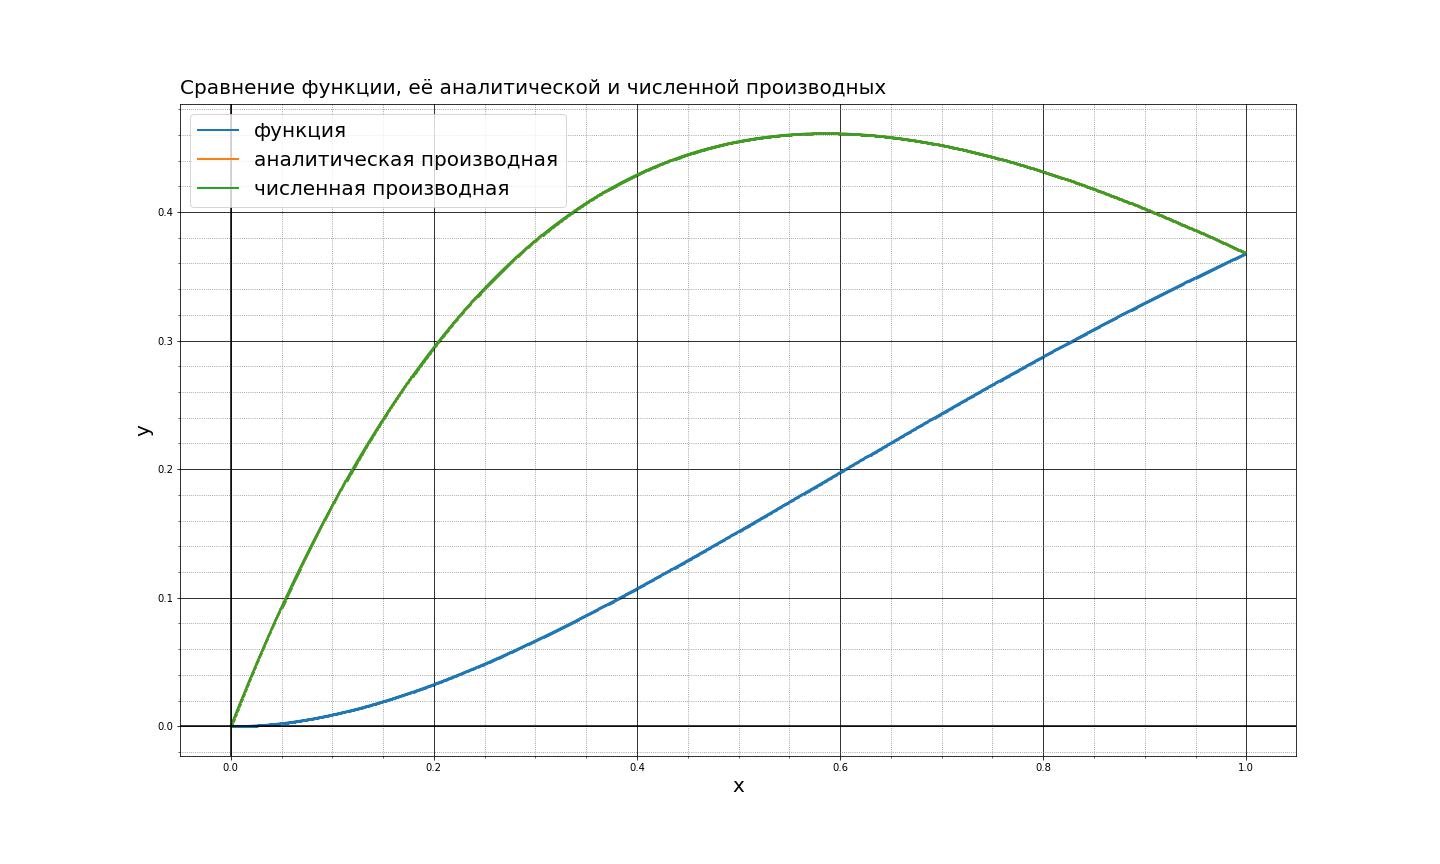 Сравнение функции, её аналитической и численной производных
функция
аналитическая производная
численная производная
0.4
0.3
0.2
0.1
0.0
y
0.0 0.2 0.4 0.6 0.8 1.0
x